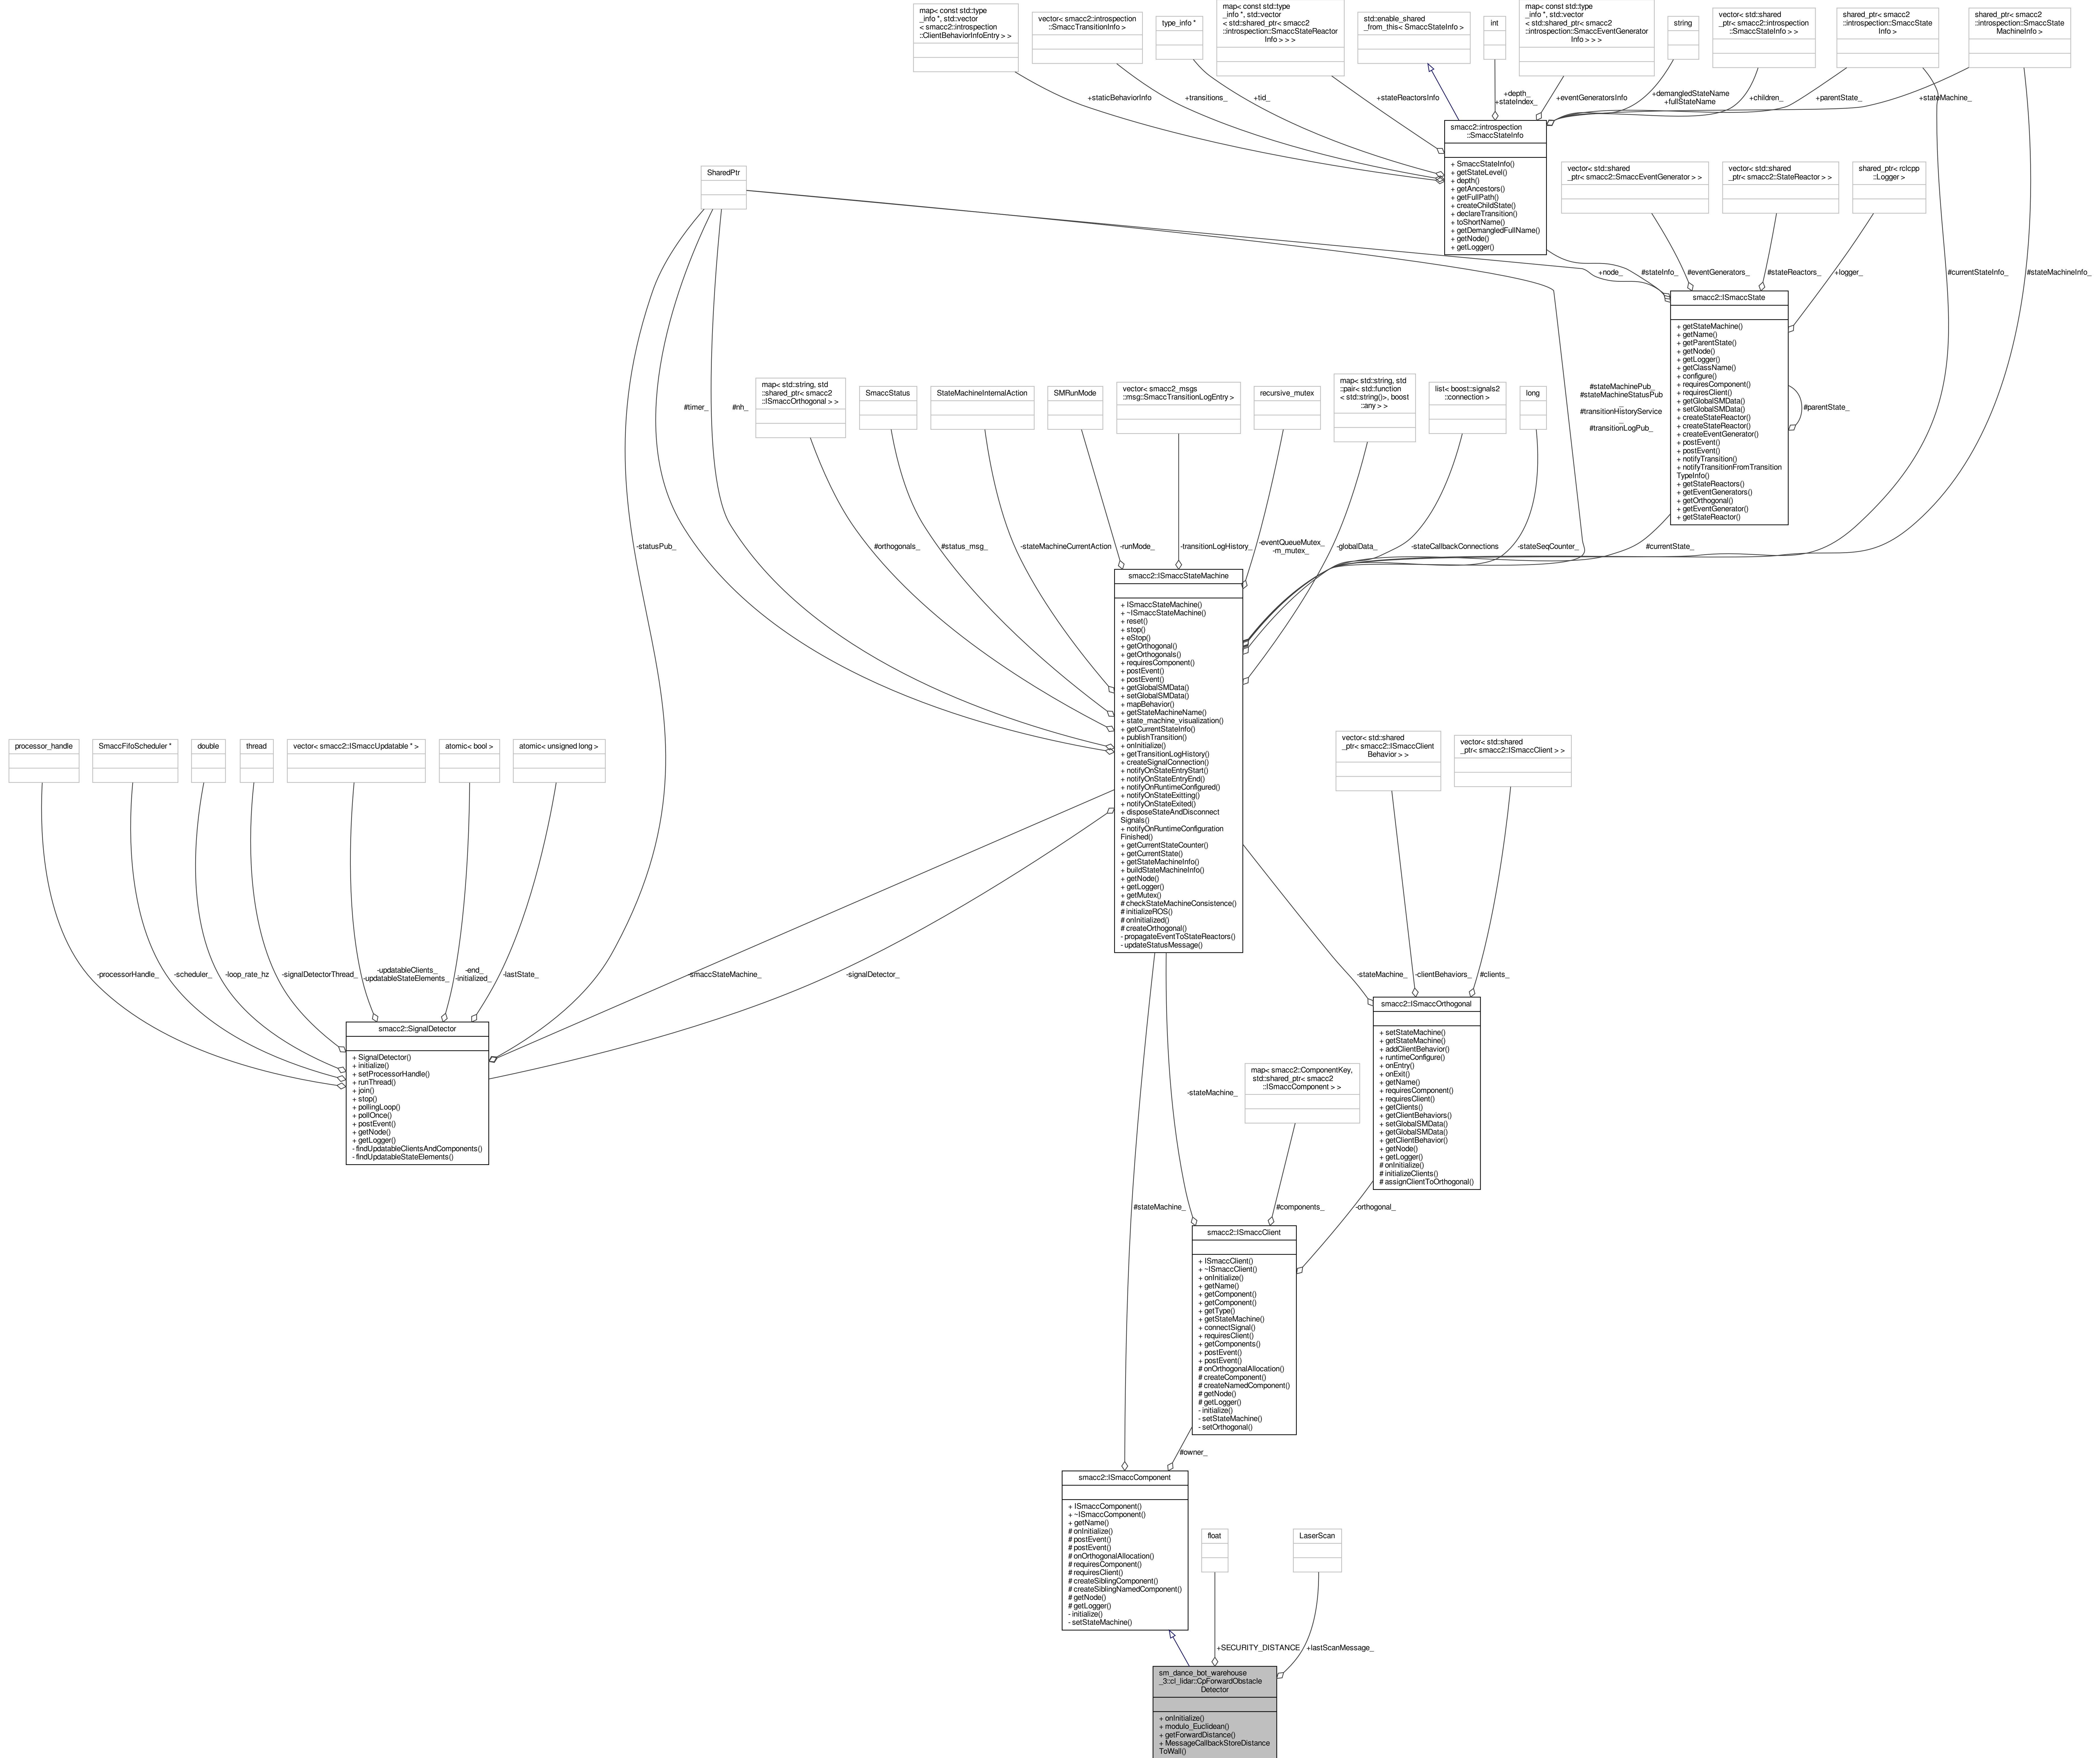 map< const std::type
_info *, std::vector
< smacc2::introspection
::ClientBehaviorInfoEntry > >
vector< smacc2::introspection
::SmaccTransitionInfo >
type_info *
map< const std::type
_info *, std::vector
< std::shared_ptr< smacc2
::introspection::SmaccStateReactor
Info > > >
std::enable_shared
_from_this< SmaccStateInfo >
int
map< const std::type
_info *, std::vector
< std::shared_ptr< smacc2
::introspection::SmaccEventGenerator
Info > > >
string
vector< std::shared
_ptr< smacc2::introspection
::SmaccStateInfo > >
shared_ptr< smacc2
::introspection::SmaccState
Info >
shared_ptr< smacc2
::introspection::SmaccState
MachineInfo >
+staticBehaviorInfo
+transitions_
+tid_
+stateReactorsInfo
+depth_
+stateIndex_
+eventGeneratorsInfo
+demangledStateName
+fullStateName
+children_
+parentState_
+stateMachine_
smacc2::introspection
::SmaccStateInfo
+ SmaccStateInfo()
+ getStateLevel()
+ depth()
+ getAncestors()
+ getFullPath()
+ createChildState()
+ declareTransition()
+ toShortName()
+ getDemangledFullName()
+ getNode()
+ getLogger()
SharedPtr
vector< std::shared
_ptr< smacc2::SmaccEventGenerator > >
vector< std::shared
_ptr< smacc2::StateReactor > >
shared_ptr< rclcpp
::Logger >
+node_
#stateInfo_
#eventGenerators_
#stateReactors_
+logger_
#currentStateInfo_
#stateMachineInfo_
smacc2::ISmaccState
+ getStateMachine()
+ getName()
+ getParentState()
+ getNode()
+ getLogger()
+ getClassName()
+ configure()
+ requiresComponent()
+ requiresClient()
+ getGlobalSMData()
+ setGlobalSMData()
+ createStateReactor()
+ createStateReactor()
+ createEventGenerator()
+ postEvent()
+ postEvent()
+ notifyTransition()
+ notifyTransitionFromTransition
TypeInfo()
+ getStateReactors()
+ getEventGenerators()
+ getOrthogonal()
+ getEventGenerator()
+ getStateReactor()
#parentState_
#timer_
#nh_
map< std::string, std
::shared_ptr< smacc2
::ISmaccOrthogonal > >
SmaccStatus
StateMachineInternalAction
SMRunMode
vector< smacc2_msgs
::msg::SmaccTransitionLogEntry >
recursive_mutex
map< std::string, std
::pair< std::function
< std::string()>, boost
::any > >
list< boost::signals2
::connection >
long
#stateMachinePub_
#stateMachineStatusPub
_
#transitionHistoryService
_
#transitionLogPub_
-statusPub_
#orthogonals_
#status_msg_
-stateMachineCurrentAction
-runMode_
-transitionLogHistory_
-eventQueueMutex_
-m_mutex_
-globalData_
-stateCallbackConnections
-stateSeqCounter_
#currentState_
smacc2::ISmaccStateMachine
+ ISmaccStateMachine()
+ ~ISmaccStateMachine()
+ reset()
+ stop()
+ eStop()
+ getOrthogonal()
+ getOrthogonals()
+ requiresComponent()
+ postEvent()
+ postEvent()
+ getGlobalSMData()
+ setGlobalSMData()
+ mapBehavior()
+ getStateMachineName()
+ state_machine_visualization()
+ getCurrentStateInfo()
+ publishTransition()
+ onInitialize()
+ getTransitionLogHistory()
+ createSignalConnection()
+ notifyOnStateEntryStart()
+ notifyOnStateEntryEnd()
+ notifyOnRuntimeConfigured()
+ notifyOnStateExitting()
+ notifyOnStateExited()
+ disposeStateAndDisconnect
Signals()
+ notifyOnRuntimeConfiguration
Finished()
+ getCurrentStateCounter()
+ getCurrentState()
+ getStateMachineInfo()
+ buildStateMachineInfo()
+ getNode()
+ getLogger()
+ getMutex()
# checkStateMachineConsistence()
# initializeROS()
# onInitialized()
# createOrthogonal()
- propagateEventToStateReactors()
- updateStatusMessage()
processor_handle
SmaccFifoScheduler *
double
thread
vector< smacc2::ISmaccUpdatable * >
atomic< bool >
atomic< unsigned long >
vector< std::shared
_ptr< smacc2::ISmaccClient
Behavior > >
vector< std::shared
_ptr< smacc2::ISmaccClient > >
-processorHandle_
-scheduler_
-loop_rate_hz
-signalDetectorThread_
-updatableClients_
-updatableStateElements_
-end_
-initialized_
-lastState_
-smaccStateMachine_
-signalDetector_
-stateMachine_
-clientBehaviors_
#clients_
smacc2::SignalDetector
+ SignalDetector()
+ initialize()
+ setProcessorHandle()
+ runThread()
+ join()
+ stop()
+ pollingLoop()
+ pollOnce()
+ postEvent()
+ getNode()
+ getLogger()
- findUpdatableClientsAndComponents()
- findUpdatableStateElements()
smacc2::ISmaccOrthogonal
+ setStateMachine()
+ getStateMachine()
+ addClientBehavior()
+ runtimeConfigure()
+ onEntry()
+ onExit()
+ getName()
+ requiresComponent()
+ requiresClient()
+ getClients()
+ getClientBehaviors()
+ setGlobalSMData()
+ getGlobalSMData()
+ getClientBehavior()
+ getNode()
+ getLogger()
# onInitialize()
# initializeClients()
# assignClientToOrthogonal()
-stateMachine_
map< smacc2::ComponentKey,
std::shared_ptr< smacc2
::ISmaccComponent > >
#stateMachine_
#components_
-orthogonal_
smacc2::ISmaccClient
+ ISmaccClient()
+ ~ISmaccClient()
+ onInitialize()
+ getName()
+ getComponent()
+ getComponent()
+ getType()
+ getStateMachine()
+ connectSignal()
+ requiresClient()
+ getComponents()
+ postEvent()
+ postEvent()
# onOrthogonalAllocation()
# createComponent()
# createNamedComponent()
# getNode()
# getLogger()
- initialize()
- setStateMachine()
- setOrthogonal()
#owner_
smacc2::ISmaccComponent
+ ISmaccComponent()
+ ~ISmaccComponent()
+ getName()
# onInitialize()
# postEvent()
# postEvent()
# onOrthogonalAllocation()
# requiresComponent()
# requiresClient()
# createSiblingComponent()
# createSiblingNamedComponent()
# getNode()
# getLogger()
- initialize()
- setStateMachine()
float
LaserScan
+SECURITY_DISTANCE
+lastScanMessage_
sm_dance_bot_warehouse
_3::cl_lidar::CpForwardObstacle
Detector
+ onInitialize()
+ modulo_Euclidean()
+ getForwardDistance()
+ MessageCallbackStoreDistance
ToWall()